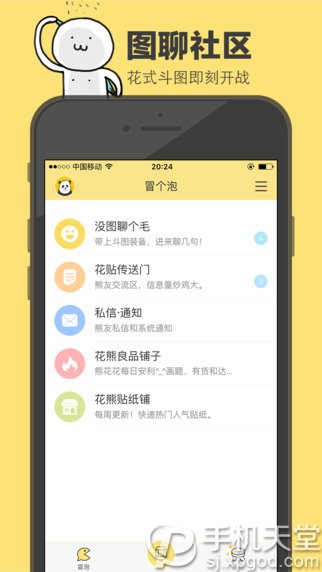 图聊社区
花式斗图即刻开战
中国移动
20:24
冒个泡
没图聊个毛
带上斗图装备，进来聊几句！
4
花贴传送门
熊友交流区，信息量炒鸡大。
3
私信·通知
熊友私信和系统通知
花熊良品铺子
熊花花每日安利^_^画题、有货和达...
花熊贴纸铺
每周更新！快递热门人气贴纸。
冒泡
手机天堂
sj.xpgod.com